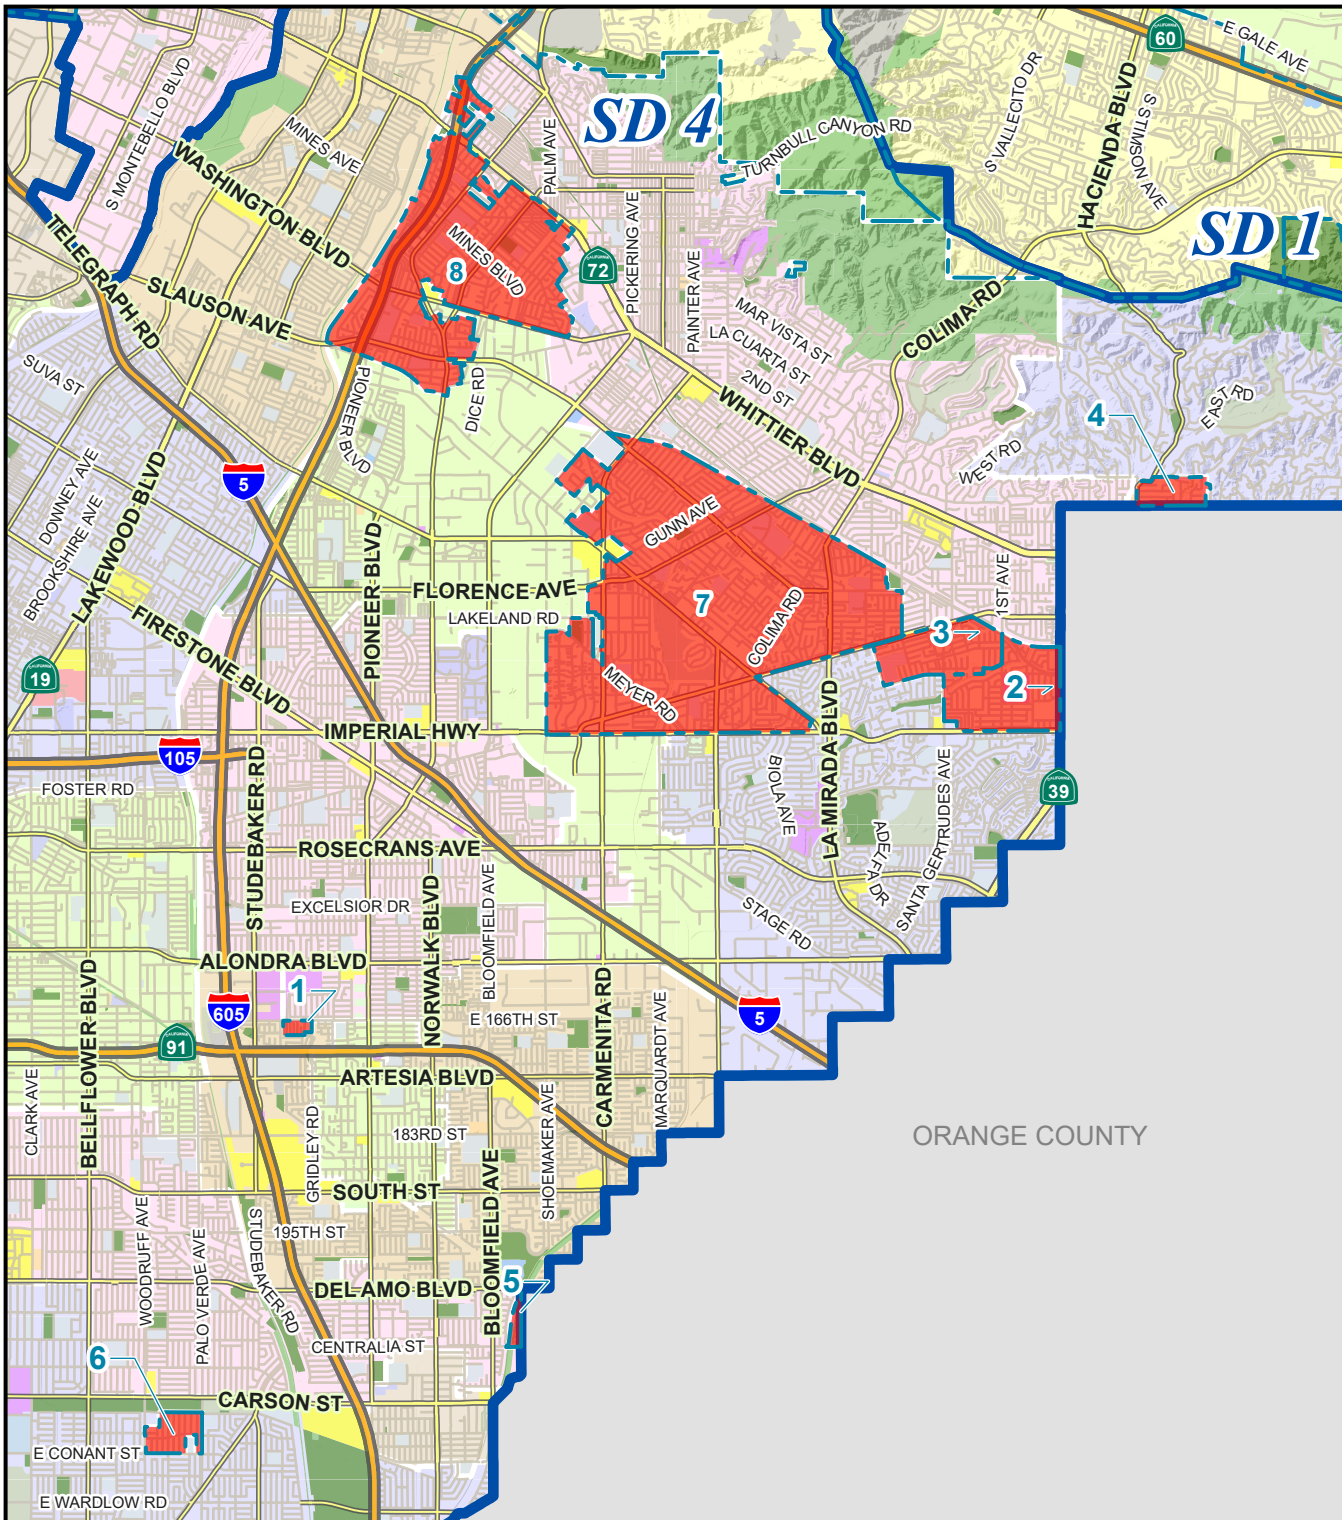 60
E GALE AVE
SD 4
S MONTEBELLO BLVD
MINES AVE
WASHINGTON BLVD
PALM AVE
TURNBULL CANYON RD
S VALLECITO DR
HACIENDA BLVD
STIMSON AVE
SD 1
TELEGRAPH RD
SLAUSON AVE
MINES BLVD
8
72
PICKERING AVE
PAINTER AVE
COLIMA RD
MAR VISTA ST
LA CUARTA ST
2ND ST
SUVA ST
PIONEER BLVD
DICE RD
WHITTIER BLVD
EAST RD
4
WEST RD
5
DOWNEY AVE
BROOKSHIRE AVE
LAKEWOOD BLVD
PIONEER BLVD
GUNN AVE
FLORENCE AVE
LAKELAND RD
7
COLIMA RD
1ST AVE
3
2
FIRESTONE BLVD
CALIFORNIA
19
MEYER RD
IMPERIAL HWY
105
FOSTER RD
STUDEBAKER RD
LA MIRADA BLVD
BIOLA AVE
ADELFA DR
SANTA GERTRUDES AVE
CALIFORNIA
39
ROSECRANS AVE
EXCELSIOR DR
NORWALK BLVD
BLOOMFIELD AVE
STAGE RD
ALONDRA BLVD
1
605
BELLFLOWER BLVD
CALIFORNIA
91
E 166TH ST
CARMENITA RD
MARQUARDT AVE
5
ARTESIA BLVD
CLARK AVE
183RD ST
GRIDLEY RD
SHOEMAKER AVE
ORANGE COUNTY
SOUTH ST
BLOOMFIELD AVE
WOODRUFF AVE
PALO VERDE AVE
STUDEBAKER RD
195TH ST
DEL AMO BLVD
5
CENTRALIA ST
6
CARSON ST
E CONANT ST
E WARDLOW RD